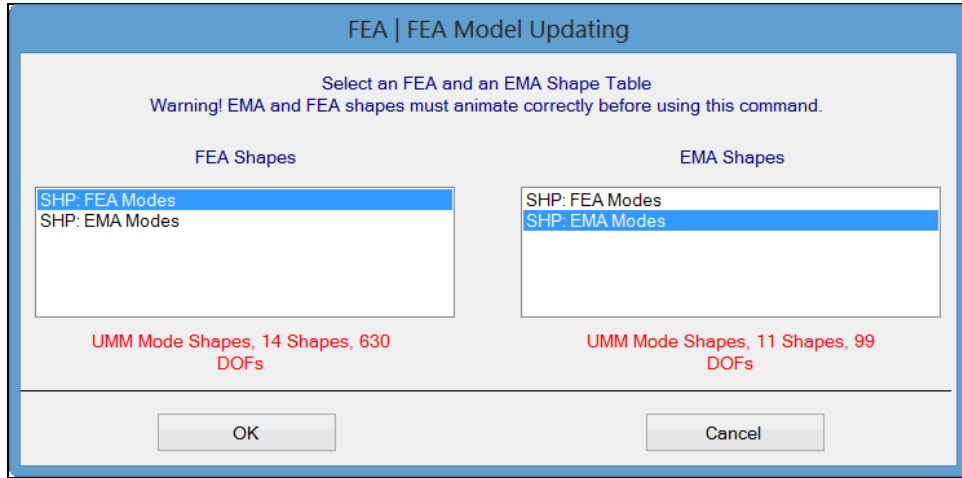 FEA | FEA Model Updating
Select an FEA and an EMA Shape Table
Warning! EMA and FEA shapes must animate correctly before using this command.
FEA Shapes
SHP: FEA Modes
SHP: EMA Modes
UMM Mode Shapes, 14 Shapes, 630
DOFs
EMA Shapes
SHP: FEA Modes
SHP: EMA Modes
UMM Mode Shapes, 11 Shapes, 99
DOFs
OK
Cancel